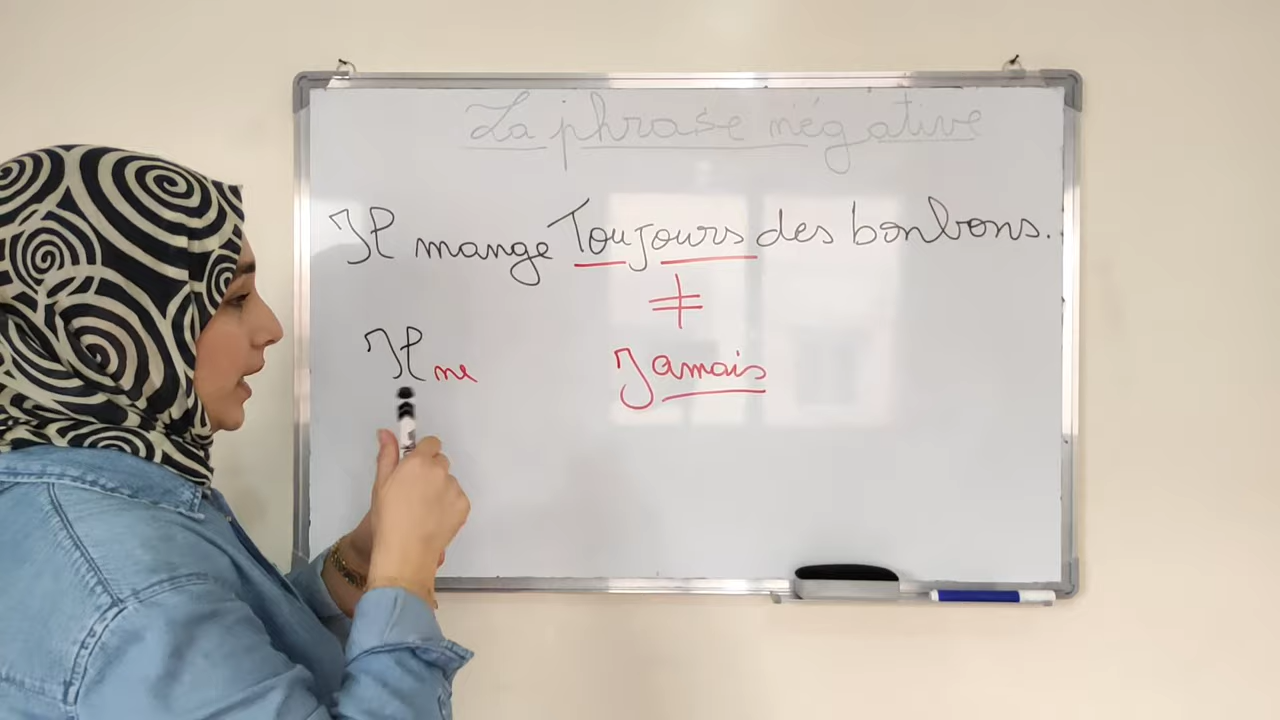 La phrase négative
Il mange Toujours des bonbons.
≠
Il ne Jamais